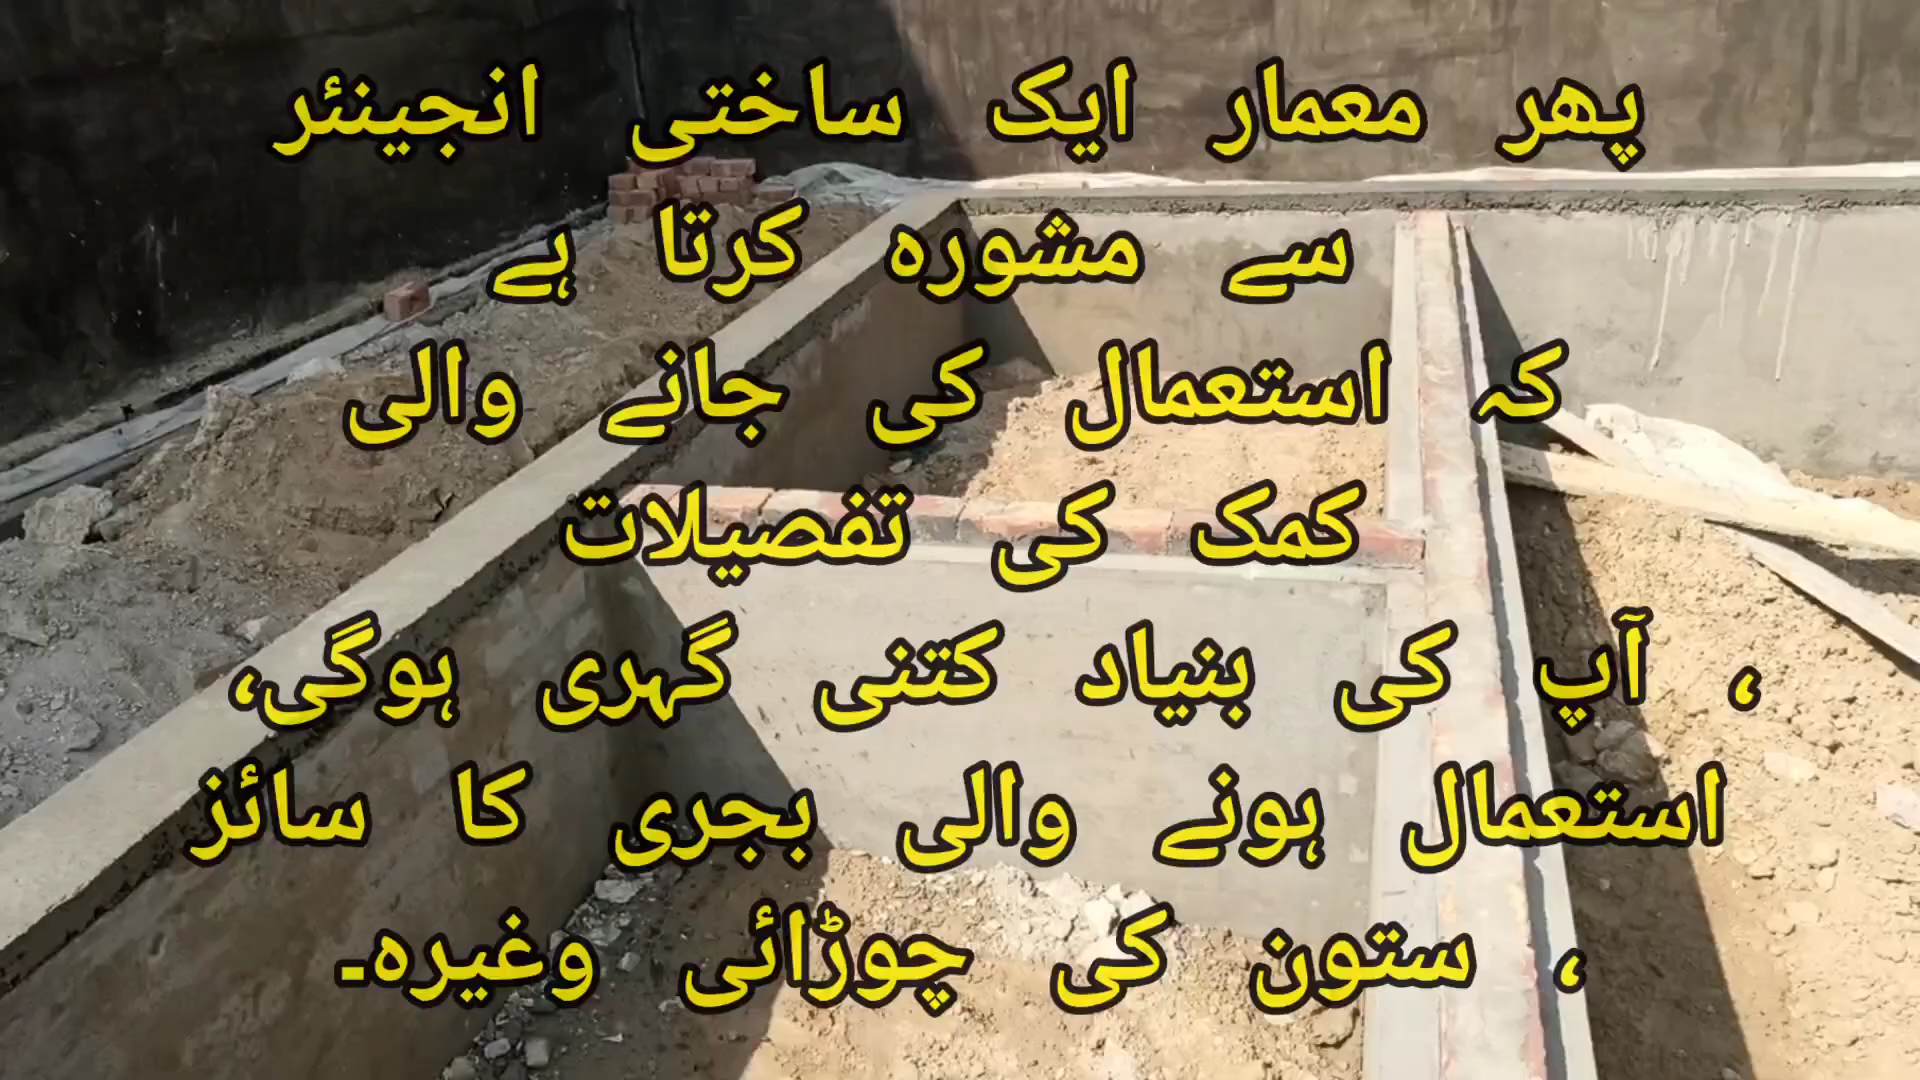 پھر معمار ایک ساختی انجینئر
سے مشورہ کرتا ہے
کہ استعمال کی جانے والی
کمک کی تفصیلات
، آپ کی بنیاد کتنی گہری ہوگی،
استعمال ہونے والی بجری کا سائز
، ستون کی چوڑائی وغیرہ۔